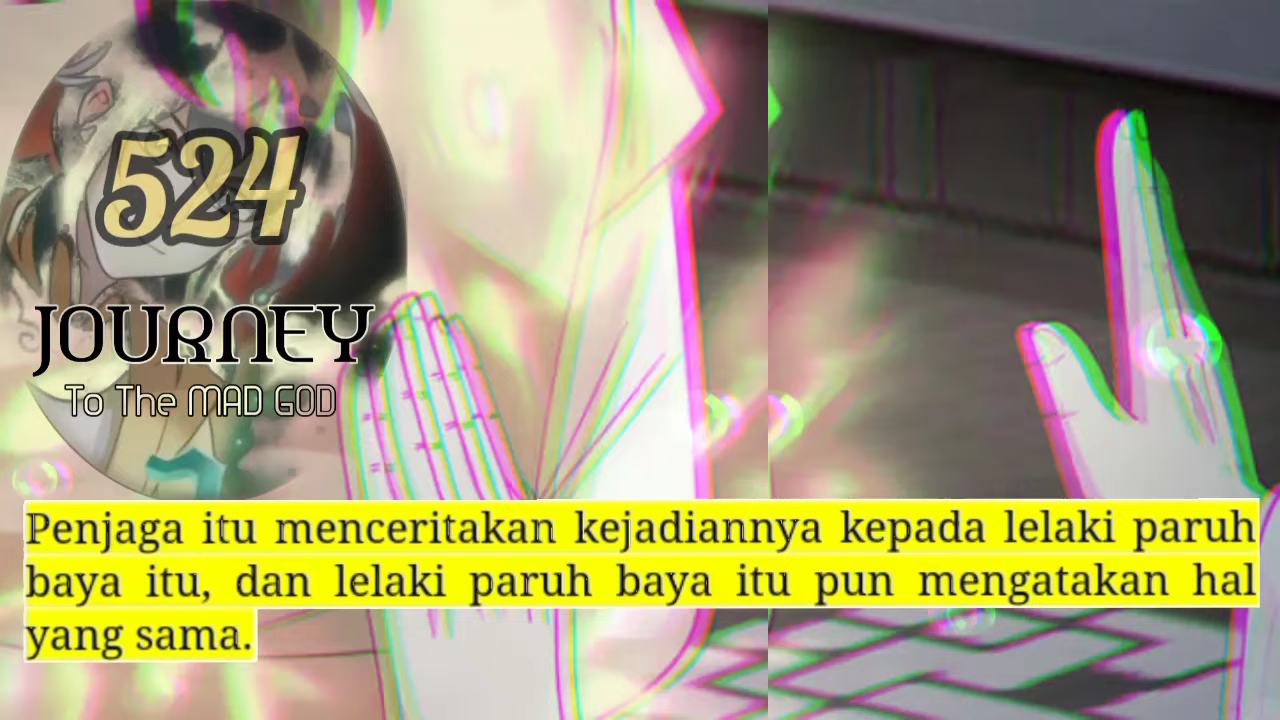 524
JOURNEY
To The MAD GOD
Penjaga itu menceritakan kejadiannya kepada lelaki paruh
baya itu, dan lelaki paruh baya itu pun mengatakan hal
yang sama.